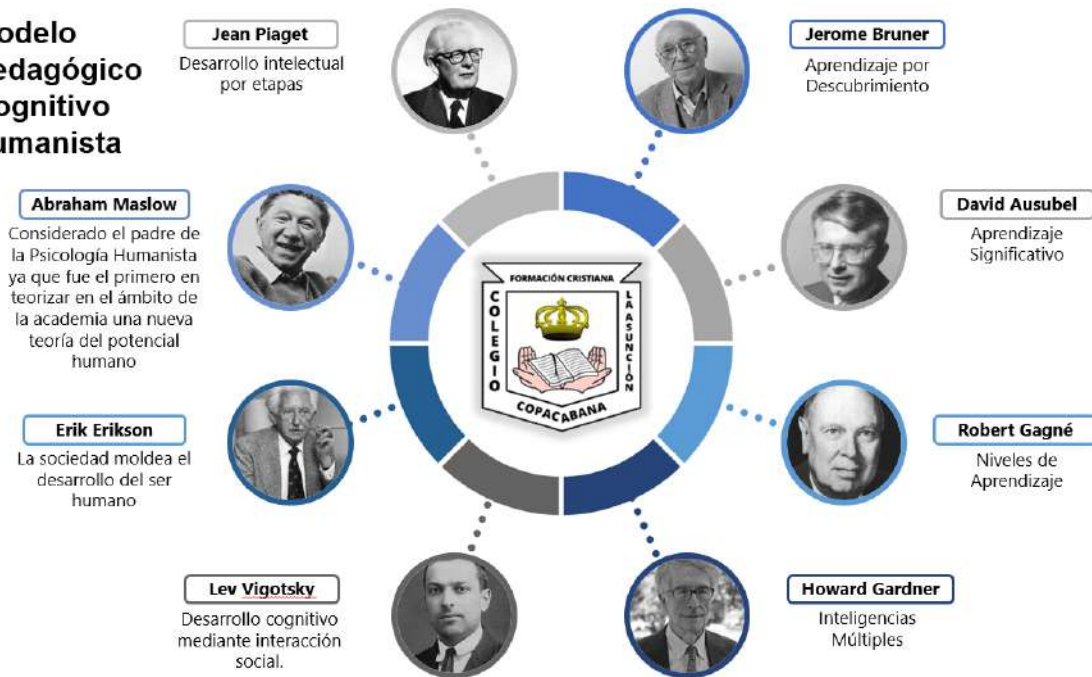 odelo
edagógico
ognitivo
umanista
Jean Piaget
Desarrollo intelectual
por etapas
Jerome Bruner
Aprendizaje por
Descubrimiento
Abraham Maslow
Considerado el padre de
la Psicología Humanista
ya que fue el primero en
teorizar en el ámbito de
la academia una nueva
teoría del potencial
humano
David Ausubel
Aprendizaje
Significativo
FORMACIÓN CRISTIANA
COLEGIO
LA ASUNCIÓN
COPACABANA
Erik Erikson
La sociedad moldea el
desarrollo del ser
humano
Robert Gagné
Niveles de
Aprendizaje
Lev Vigotsky
Desarrollo cognitivo
mediante interacción
social.
Howard Gardner
Inteligencias
Múltiples